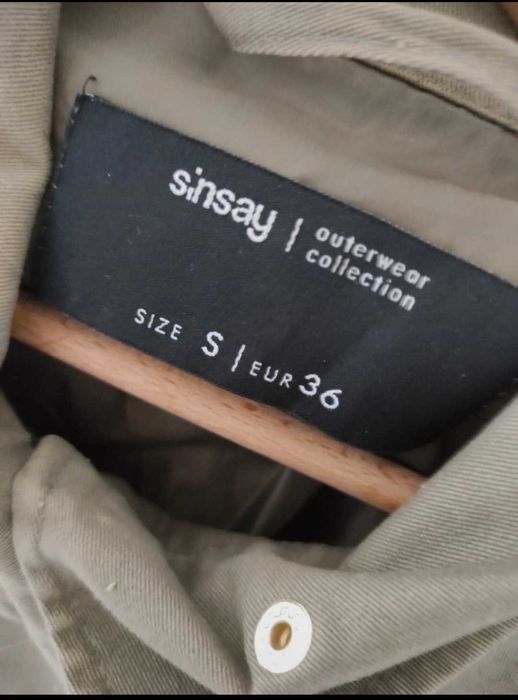 sinsay | outerwear
collection
SIZE S | EUR 36